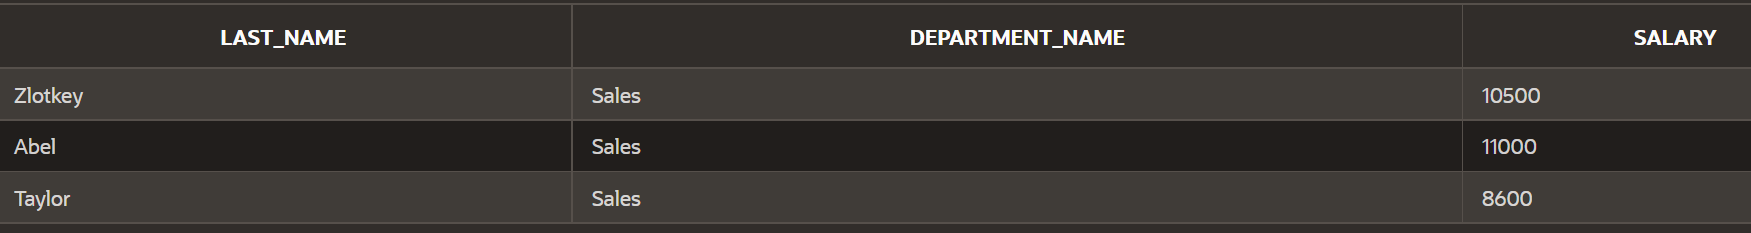 LAST_NAME DEPARTMENT_NAME SALARY
Zlotkey Sales 10500
Abel Sales 11000
Taylor Sales 8600